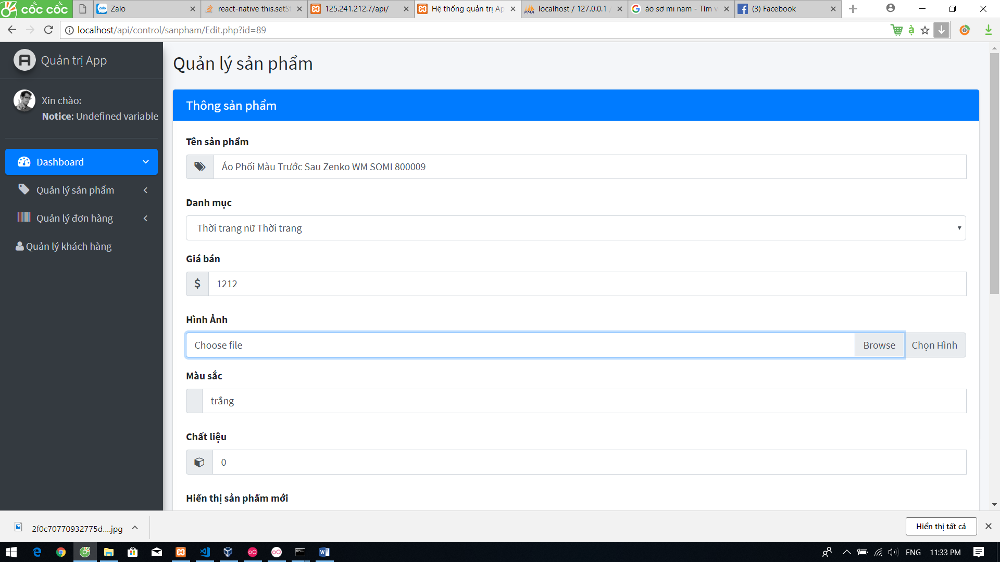 cốc cốc
Zalo
react-native this.setSt
125.241.212.7/api/
Hệ thống quản trị Ap
localhost / 127.0.0.1 /
áo sơ mi nam - Tìm v
(3) Facebook
localhost/api/control/sanpham/Edit.php?id=89
Quản trị App
Xin chào:
Notice: Undefined variable
Dashboard
Quản lý sản phẩm
Quản lý đơn hàng
Quản lý khách hàng
Quản lý sản phẩm
Thông sản phẩm
Tên sản phẩm
Áo Phối Màu Trước Sau Zenko WM SOMI 800009
Danh mục
Thời trang nữ Thời trang
Giá bán
$ 1212
Hình Ảnh
Choose file Browse Chọn Hình
Màu sắc
trắng
Chất liệu
0
Hiển thị sản phẩm mới
2f0c70770932775d....jpg
Hiển thị tất cả
ENG 11:33 PM